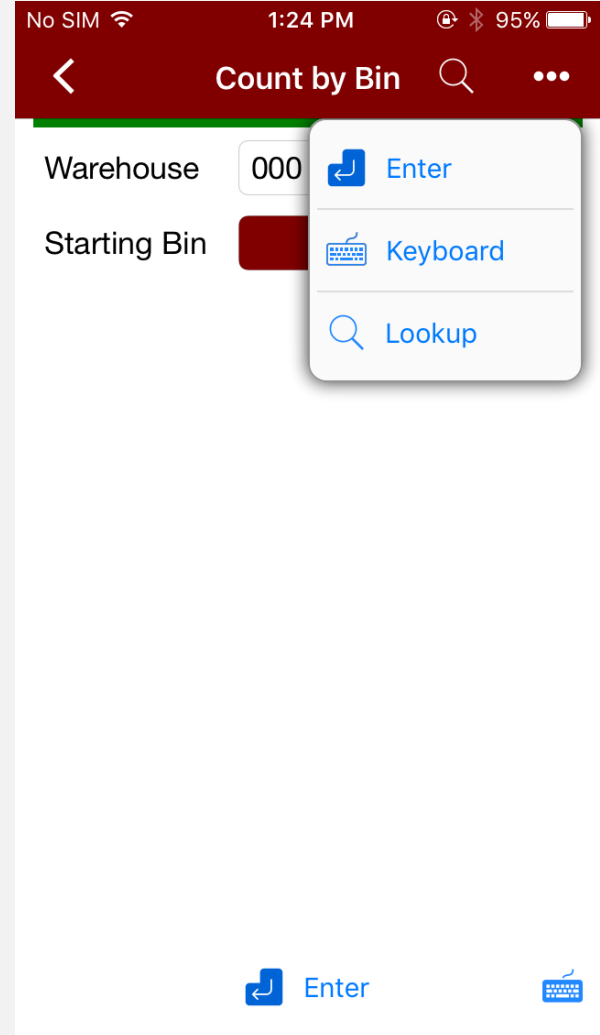 No SIM 1:24 PM 95%
Count by Bin
Warehouse 000
Enter
Starting Bin
Keyboard
Lookup
Enter